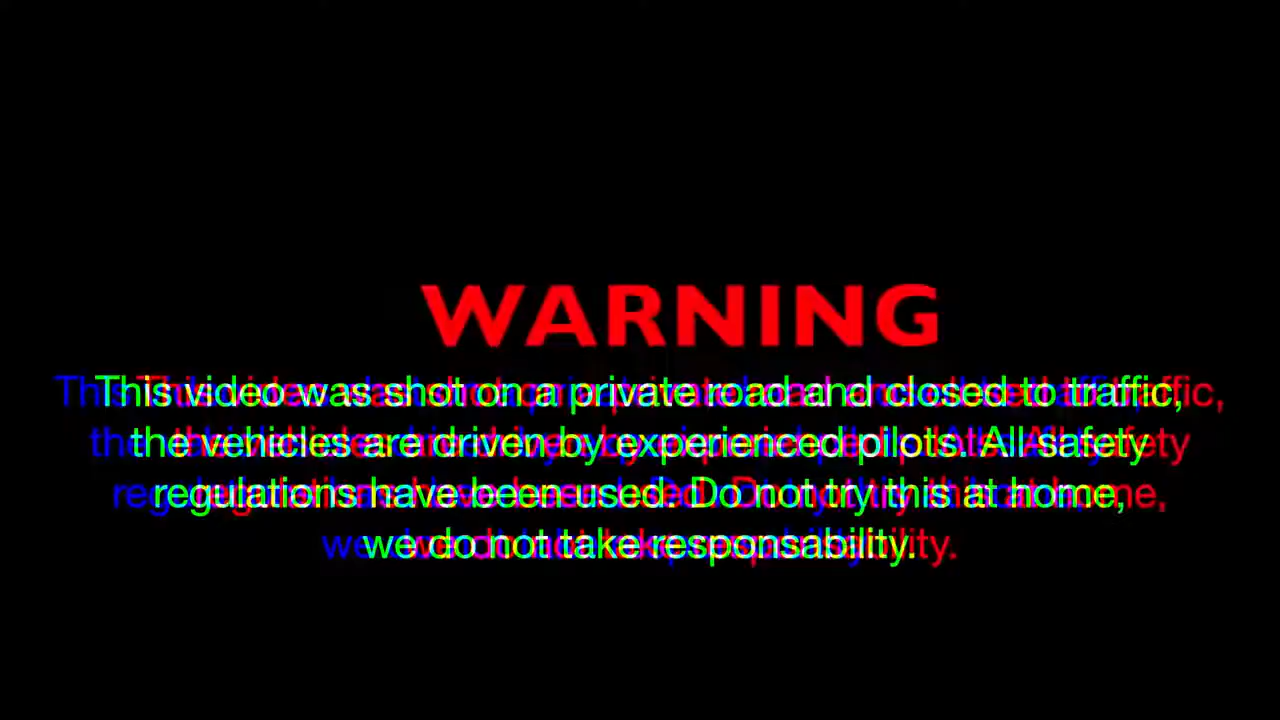 WARNING
This video was shot on a private road and closed to traffic,
the vehicles are driven by experienced pilots. All safety
regulations have been used. Do not try this at home,
we do not take responsability.